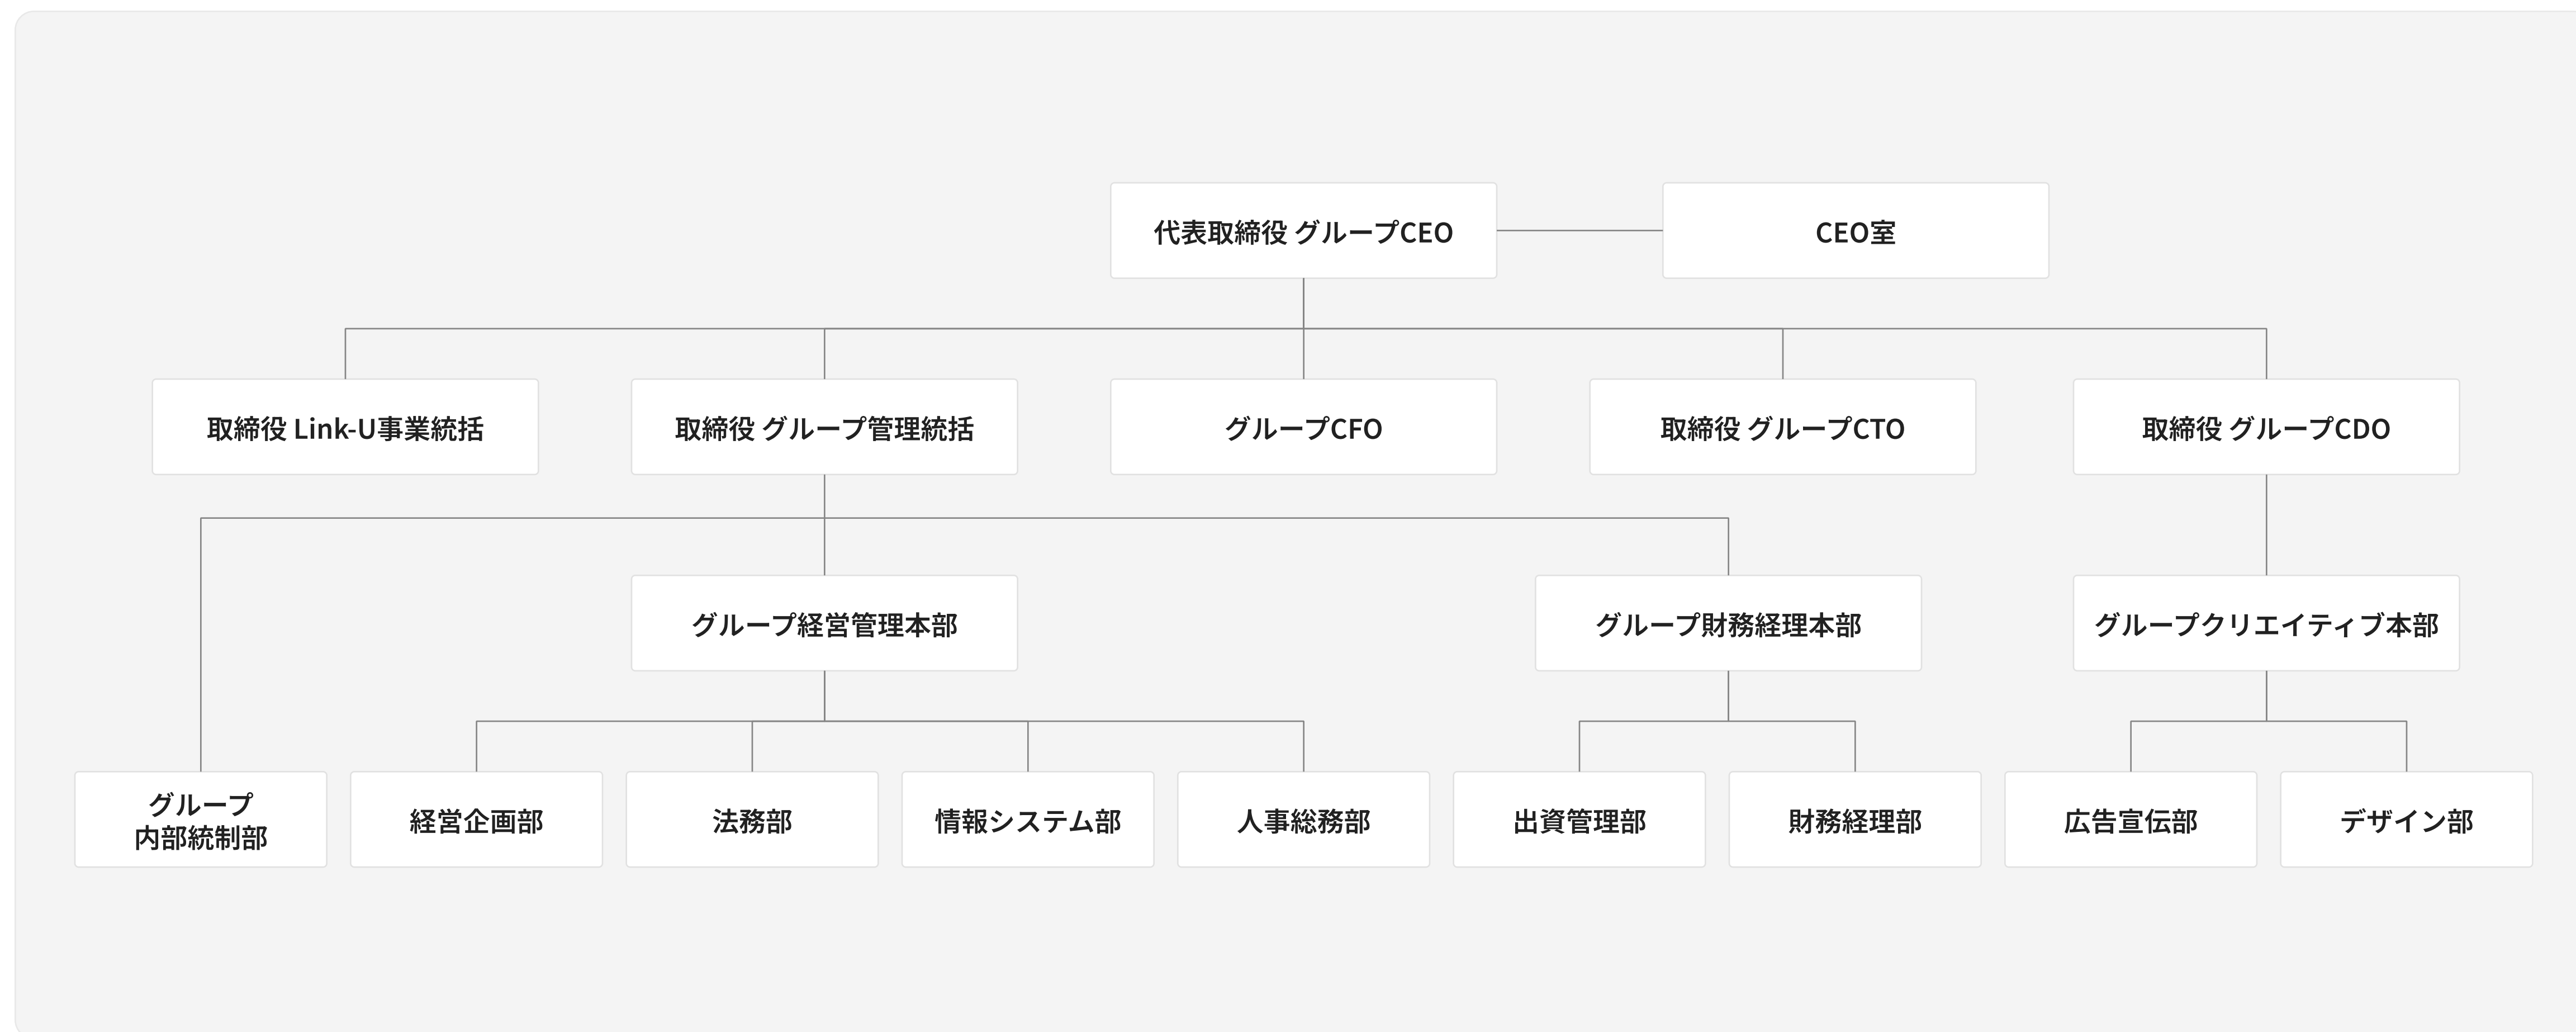 代表取締役 グループCEO
CEO室
取締役 Link-U事業統括
取締役 グループ管理統括
グループCFO
取締役 グループCTO
取締役 グループCDO
グループ経営管理本部
グループ財務経理本部
グループクリエイティブ本部
グループ
内部統制部
経営企画部
法務部
情報システム部
人事総務部
出資管理部
財務経理部
広告宣伝部
デザイン部